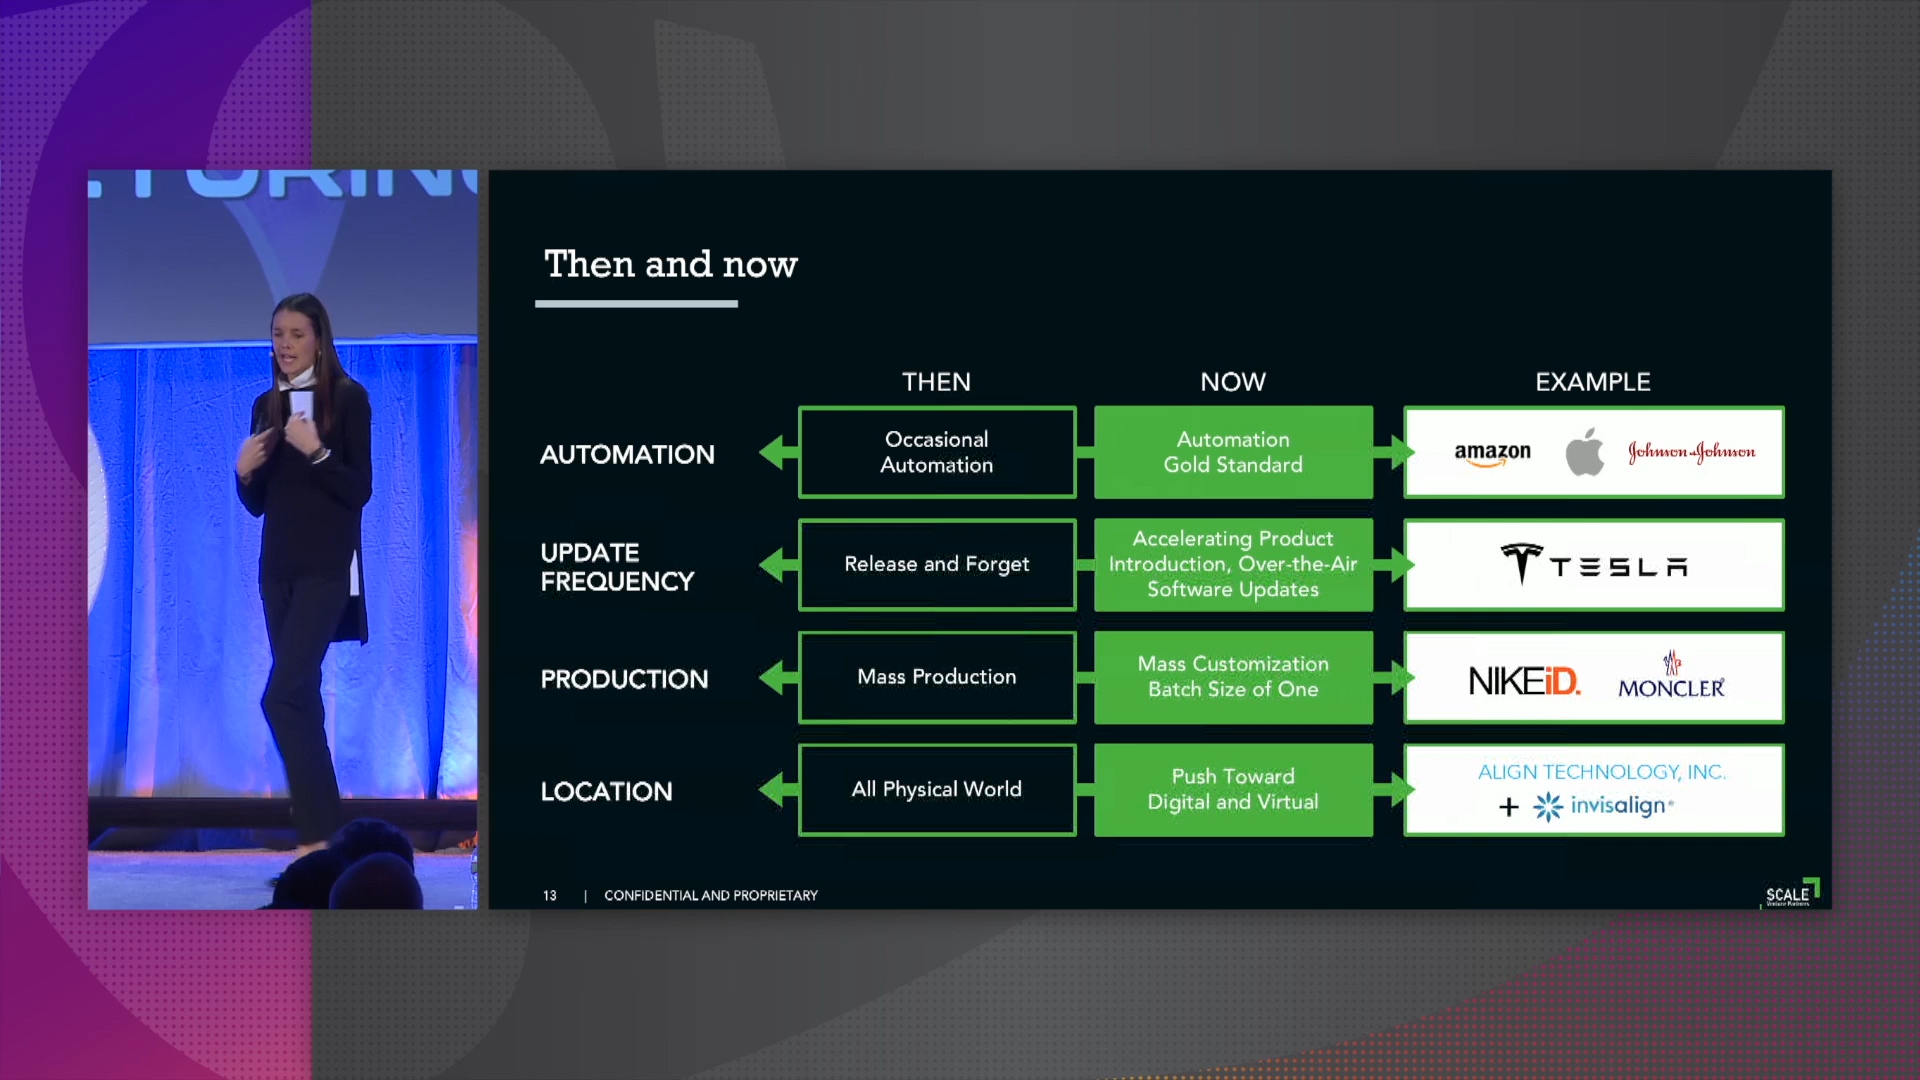 TURING
Then and now
THEN
NOW
EXAMPLE
AUTOMATION
Occasional
Automation
Automation
Gold Standard
amazon
Johnson & Johnson
UPDATE
FREQUENCY
Release and Forget
Accelerating Product
Introduction, Over-the-Air
Software Updates
TESLA
PRODUCTION
Mass Production
Mass Customization
Batch Size of One
NIKEiD.
MONCLER
LOCATION
All Physical World
Push Toward
Digital and Virtual
ALIGN TECHNOLOGY, INC.
+ invisalign®
13 | CONFIDENTIAL AND PROPRIETARY
SCALE
Venture Partners